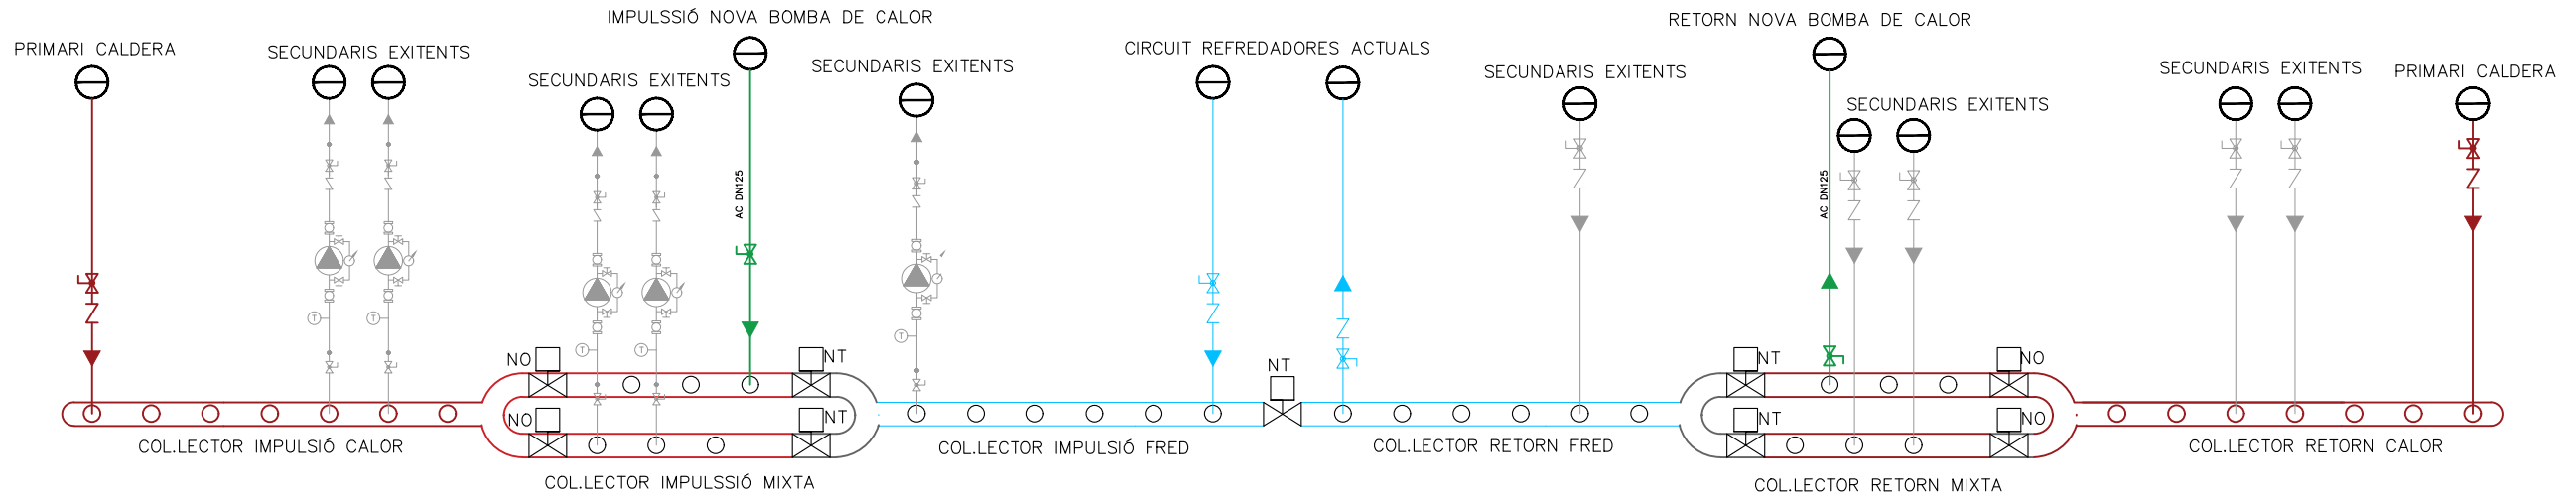 IMPULSSIÓ NOVA BOMBA DE CALOR
RETORN NOVA BOMBA DE CALOR
PRIMARI CALDERA
SECUNDARIS EXITENTS
SECUNDARIS EXITENTS
SECUNDARIS EXITENTS
CIRCUIT REFREDADORES ACTUALS
SECUNDARIS EXITENTS
SECUNDARIS EXITENTS
SECUNDARIS EXITENTS
PRIMARI CALDERA
AC DN125
AC DN125
T
T
T
T
T
NO
NT
NT
NT
NO
NO
NT
NT
NO
COL.LECTOR IMPULSIÓ CALOR
COL.LECTOR IMPULSIÓ FRED
COL.LECTOR RETORN FRED
COL.LECTOR RETORN CALOR
COL.LECTOR IMPULSSIÓ MIXTA
COL.LECTOR RETORN MIXTA